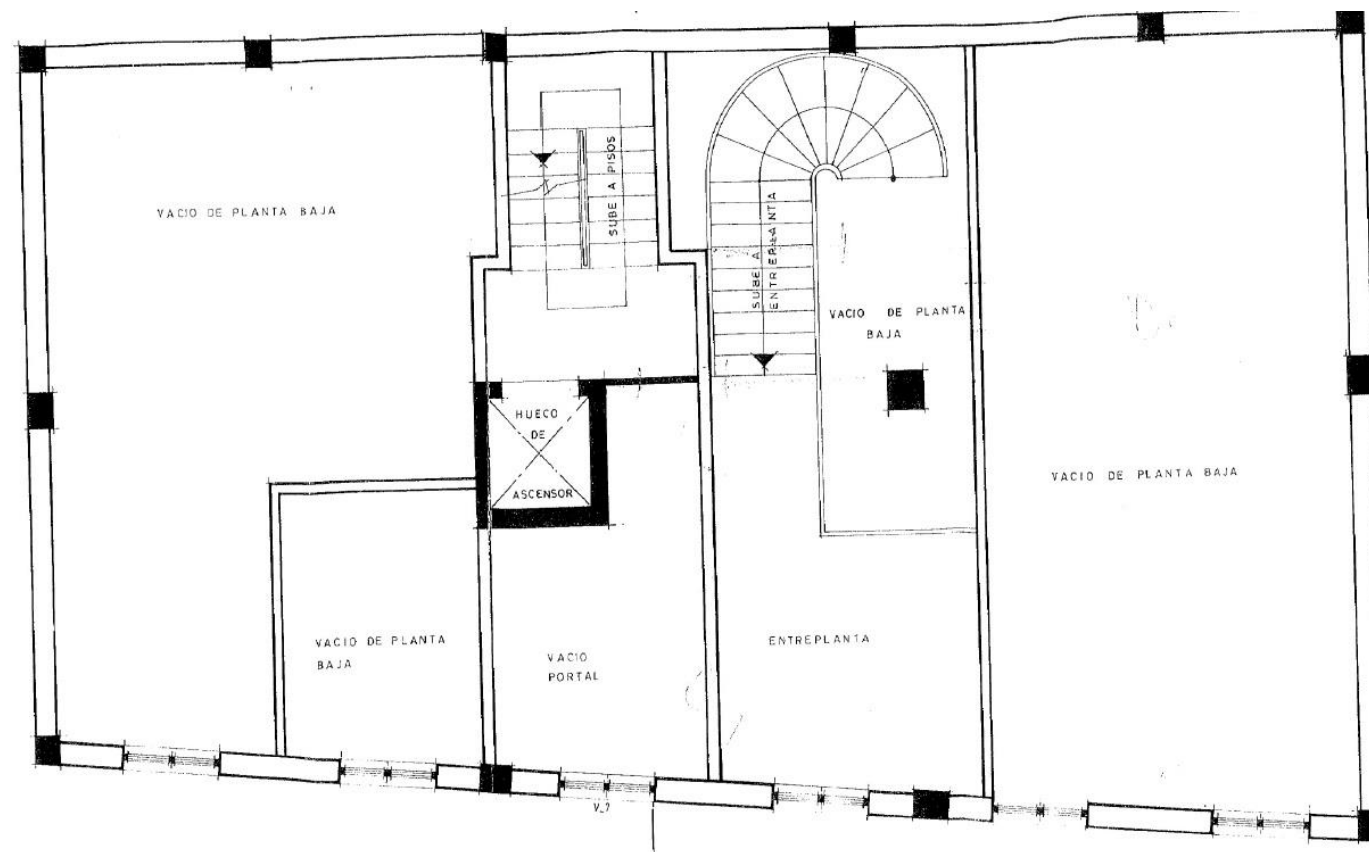 VACIO DE PLANTA BAJA
SUBE A PISOS
SUBE A
ENTREPLANTA
VACIO DE PLANTA
BAJA
HUECO
DE
ASCENSOR
VACIO DE PLANTA BAJA
VACIO DE PLANTA
BAJA
VACIO
PORTAL
ENTREPLANTA